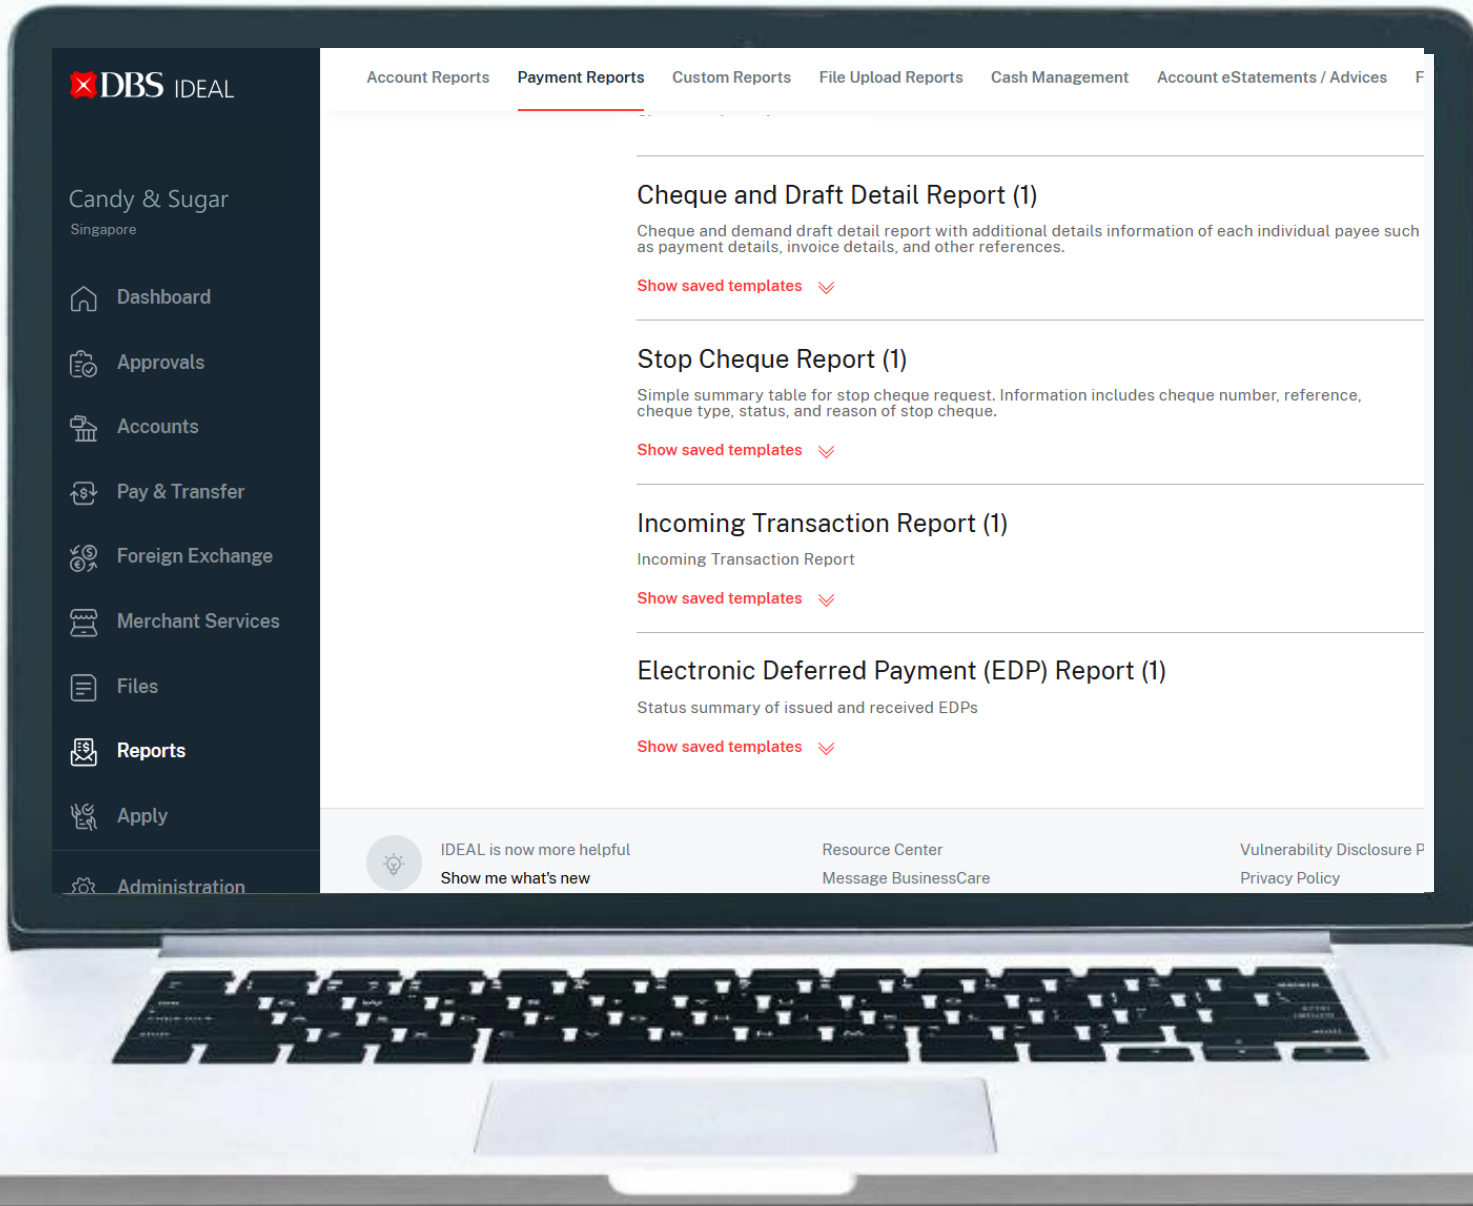 DBS IDEAL
Candy & Sugar
Singapore
Dashboard
Approvals
Accounts
Pay & Transfer
Foreign Exchange
Merchant Services
Files
Reports
Apply
Administration
Account Reports Payment Reports Custom Reports File Upload Reports Cash Management Account eStatements / Advices F
Cheque and Draft Detail Report (1)
Cheque and demand draft detail report with additional details information of each individual payee such
as payment details, invoice details, and other references.
Show saved templates
Stop Cheque Report (1)
Simple summary table for stop cheque request. Information includes cheque number, reference,
cheque type, status, and reason of stop cheque.
Show saved templates
Incoming Transaction Report (1)
Incoming Transaction Report
Show saved templates
Electronic Deferred Payment (EDP) Report (1)
Status summary of issued and received EDPs
Show saved templates
IDEAL is now more helpful
Show me what's new
Resource Center
Message BusinessCare
Vulnerability Disclosure P
Privacy Policy